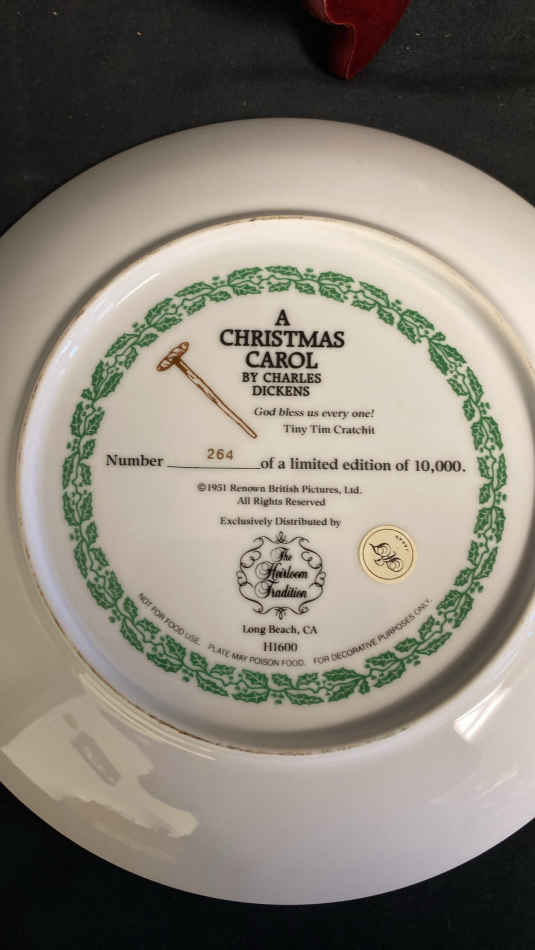 A
CHRISTMAS
CAROL
BY CHARLES
DICKENS
God bless us every one!
Tiny Tim Cratchit
Number 264 of a limited edition of 10,000.
©1951 Renown British Pictures, Ltd.
All Rights Reserved
Exclusively Distributed by
The
Heirloom
Tradition
Long Beach, CA
H1600
NOT FOR FOOD USE. PLATE MAY POISON FOOD. FOR DECORATIVE PURPOSES ONLY.